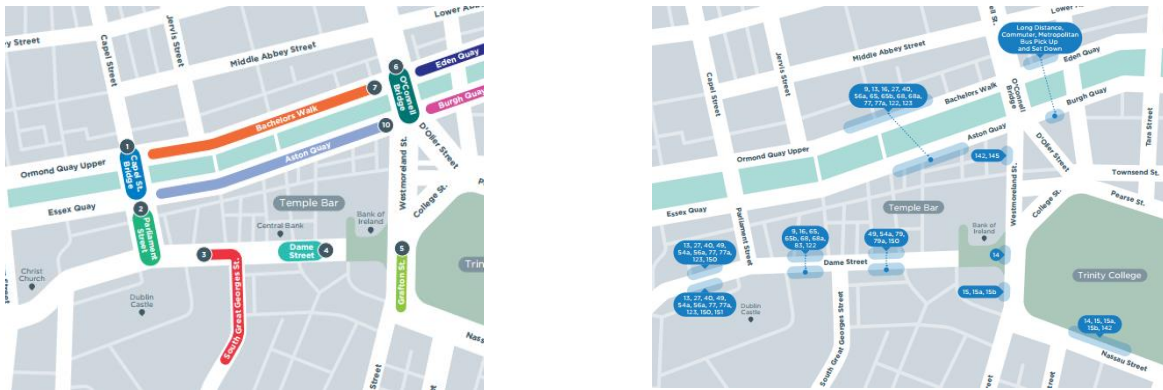 Lower Abbey
Jervis Street
Capel Street
Middle Abbey Street
6
Eden Quay
O'Connell
Bridge
Burgh Quay
7
Bachelors Walk
10
Aston Quay
D'Olier Street
1
Capel St.
Bridge
Ormond Quay Upper
Essex Quay
2
Parliament
Street
Westmoreland St.
College St.
Temple Bar
Bank of
Ireland
Central Bank
3
Dame
Street
4
5
Grafton St.
Christ
Church
Dublin
Castle
South Great Georges St.
Street
Long Distance,
Commuter, Metropolitan
Bus Pick Up
and Set Down
Eden Quay
Jervis Street
Middle Abbey Street
Capel Street
9, 13, 16, 27, 40,
56a, 65, 65b, 68, 68a,
77, 77a, 122, 123
Bachelors Walk
O'Connell
Bridge
Burgh Quay
Aston Quay
D'Olier Street
Tara Street
142, 145
Ormond Quay Upper
Townsend St.
Essex Quay
Westmoreland St.
College St.
Pearse St.
Parliament Street
Temple Bar
Bank of
Ireland
13, 27, 40, 49,
54a, 56a, 77, 77a,
123, 150
9, 16, 65,
65b, 68, 68a,
83, 122
49, 54a, 79,
79a, 150
Dame Street
14
Trinity College
13, 27, 40, 49,
54a, 56a, 77, 77a,
123, 150, 151
Dublin
Castle
15, 15a, 15b
14, 15, 15a,
15b, 142
South Great Georges Street
Nassau Street
Street